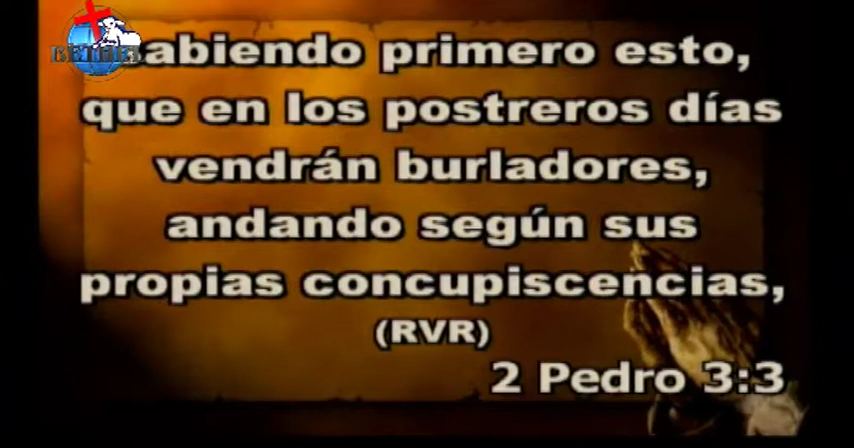 sabiendo primero esto,
que en los postreros días
vendrán burladores,
andando según sus
propias concupiscencias,
(RVR)
2 Pedro 3:3